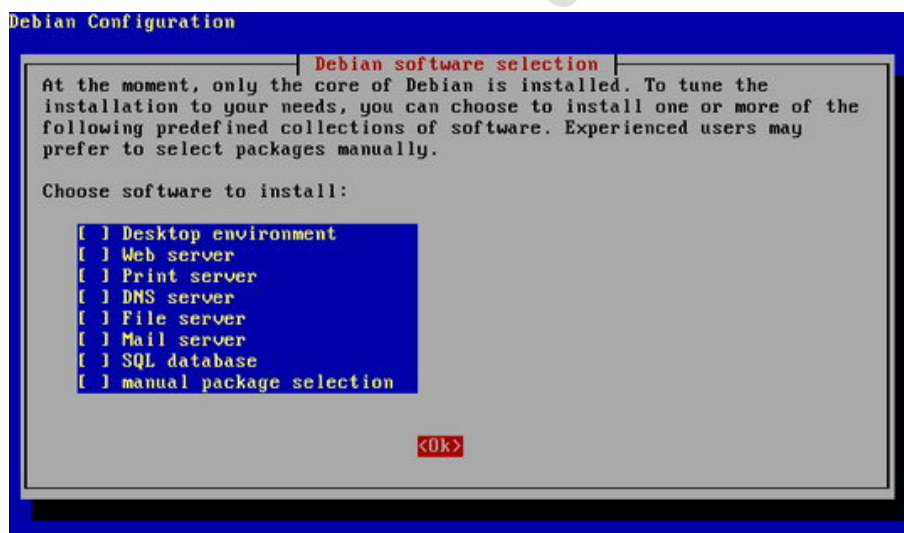 Debian Configuration
Debian software selection
At the moment, only the core of Debian is installed. To tune the
installation to your needs, you can choose to install one or more of the
following predefined collections of software. Experienced users may
prefer to select packages manually.
Choose software to install:
[ ] Desktop environment
[ ] Web server
[ ] Print server
[ ] DNS server
[ ] File server
[ ] Mail server
[ ] SQL database
[ ] manual package selection
<Ok>